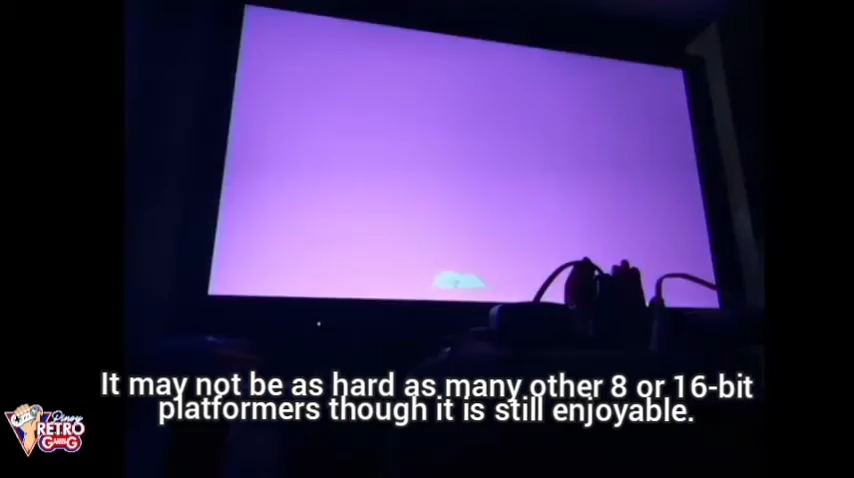 It may not be as hard as many other 8 or 16-bit
platformers though it is still enjoyable.
Pinoy
RETRO
GAMING